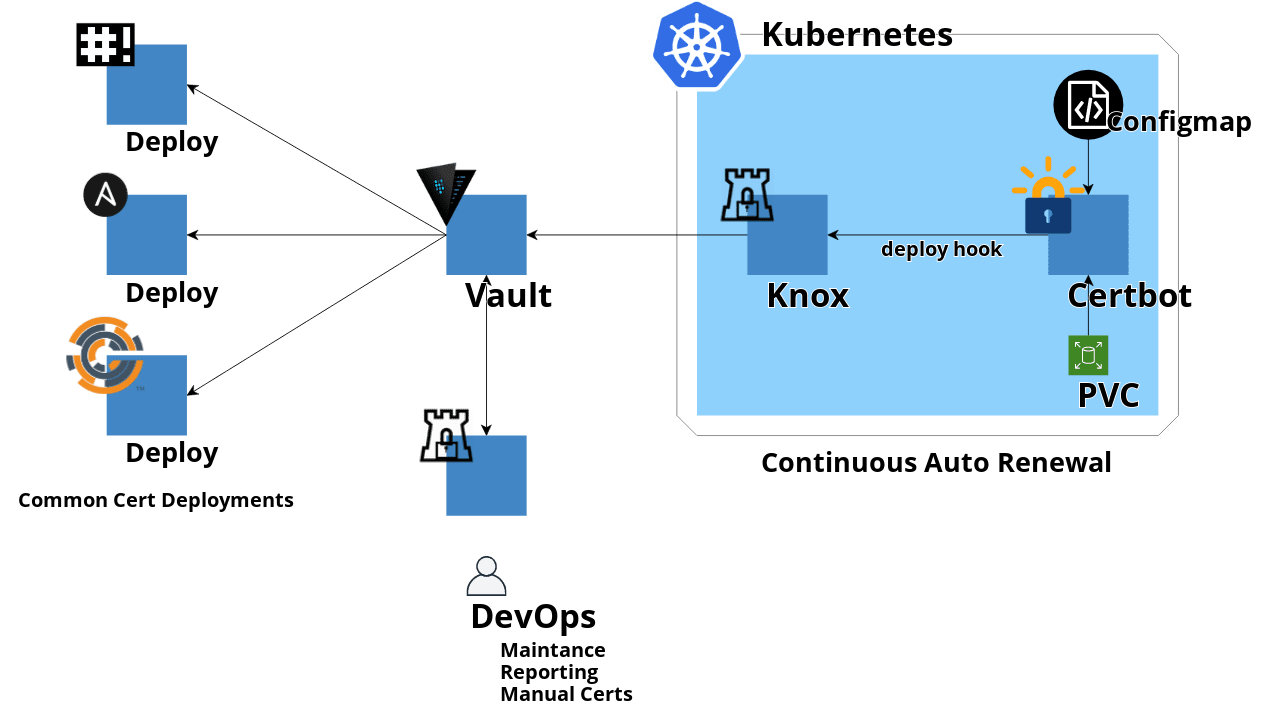 #!
Kubernetes
Deploy
Configmap
Deploy
deploy hook
Vault
Knox
Certbot
PVC
Deploy
Continuous Auto Renewal
Common Cert Deployments
DevOps
Maintance
Reporting
Manual Certs